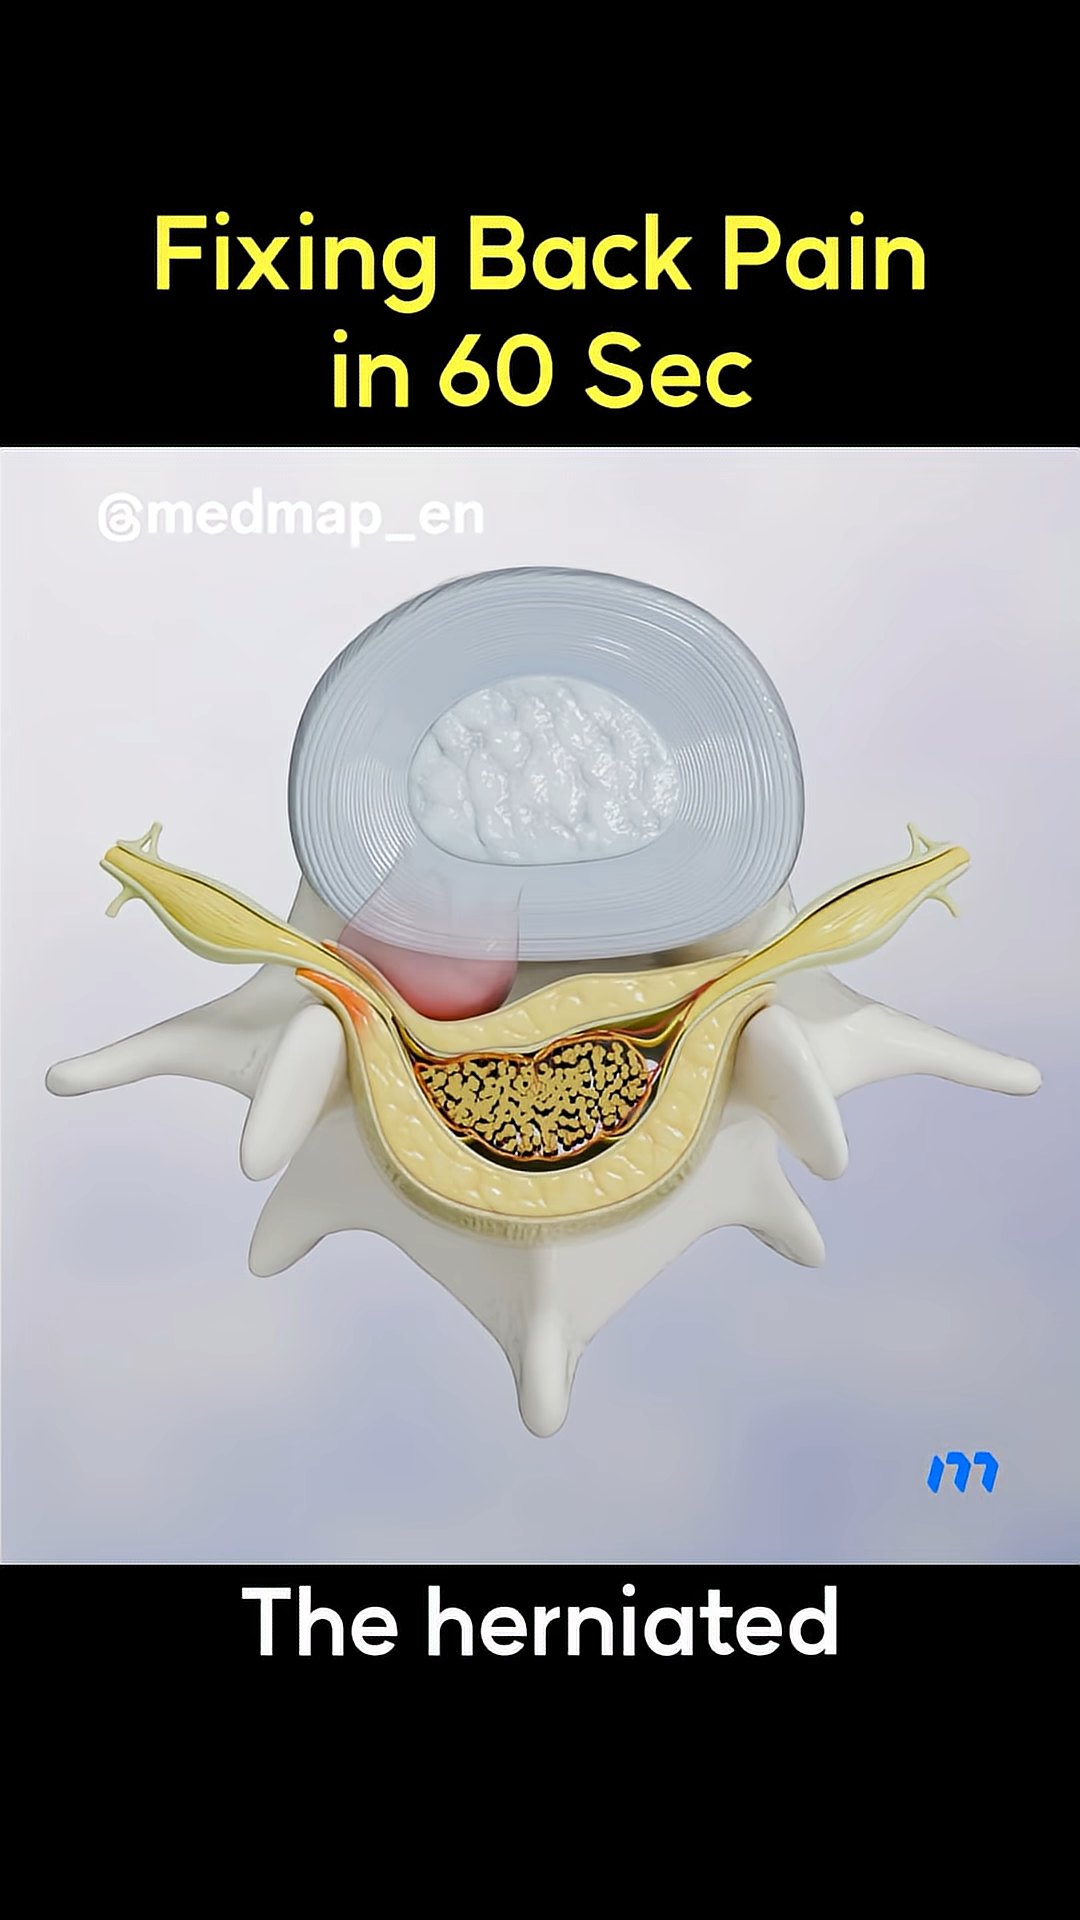 Fixing Back Pain
in 60 Sec
@medmap_en
m
The herniated